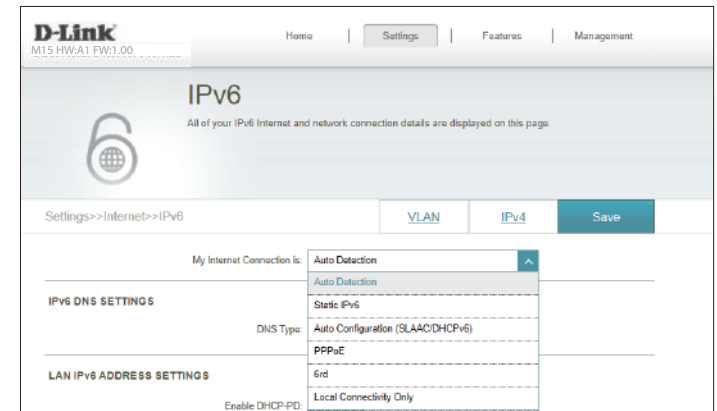 D-Link
M15 HW:A1 FW:1.00
Home | Settings | Features | Management
IPv6
All of your IPv6 Internet and network connection details are displayed on this page.
Settings>>Internet>>IPv6 VLAN IPv4 Save
My Internet Connection is: Auto Detection
Auto Detection
IPv6 DNS SETTINGS
Static IPv6
DNS Type: Auto Configuration (SLAAC/DHCPv6)
PPPoE
LAN IPv6 ADDRESS SETTINGS
6rd
Local Connectivity Only
Enable DHCP-PD: